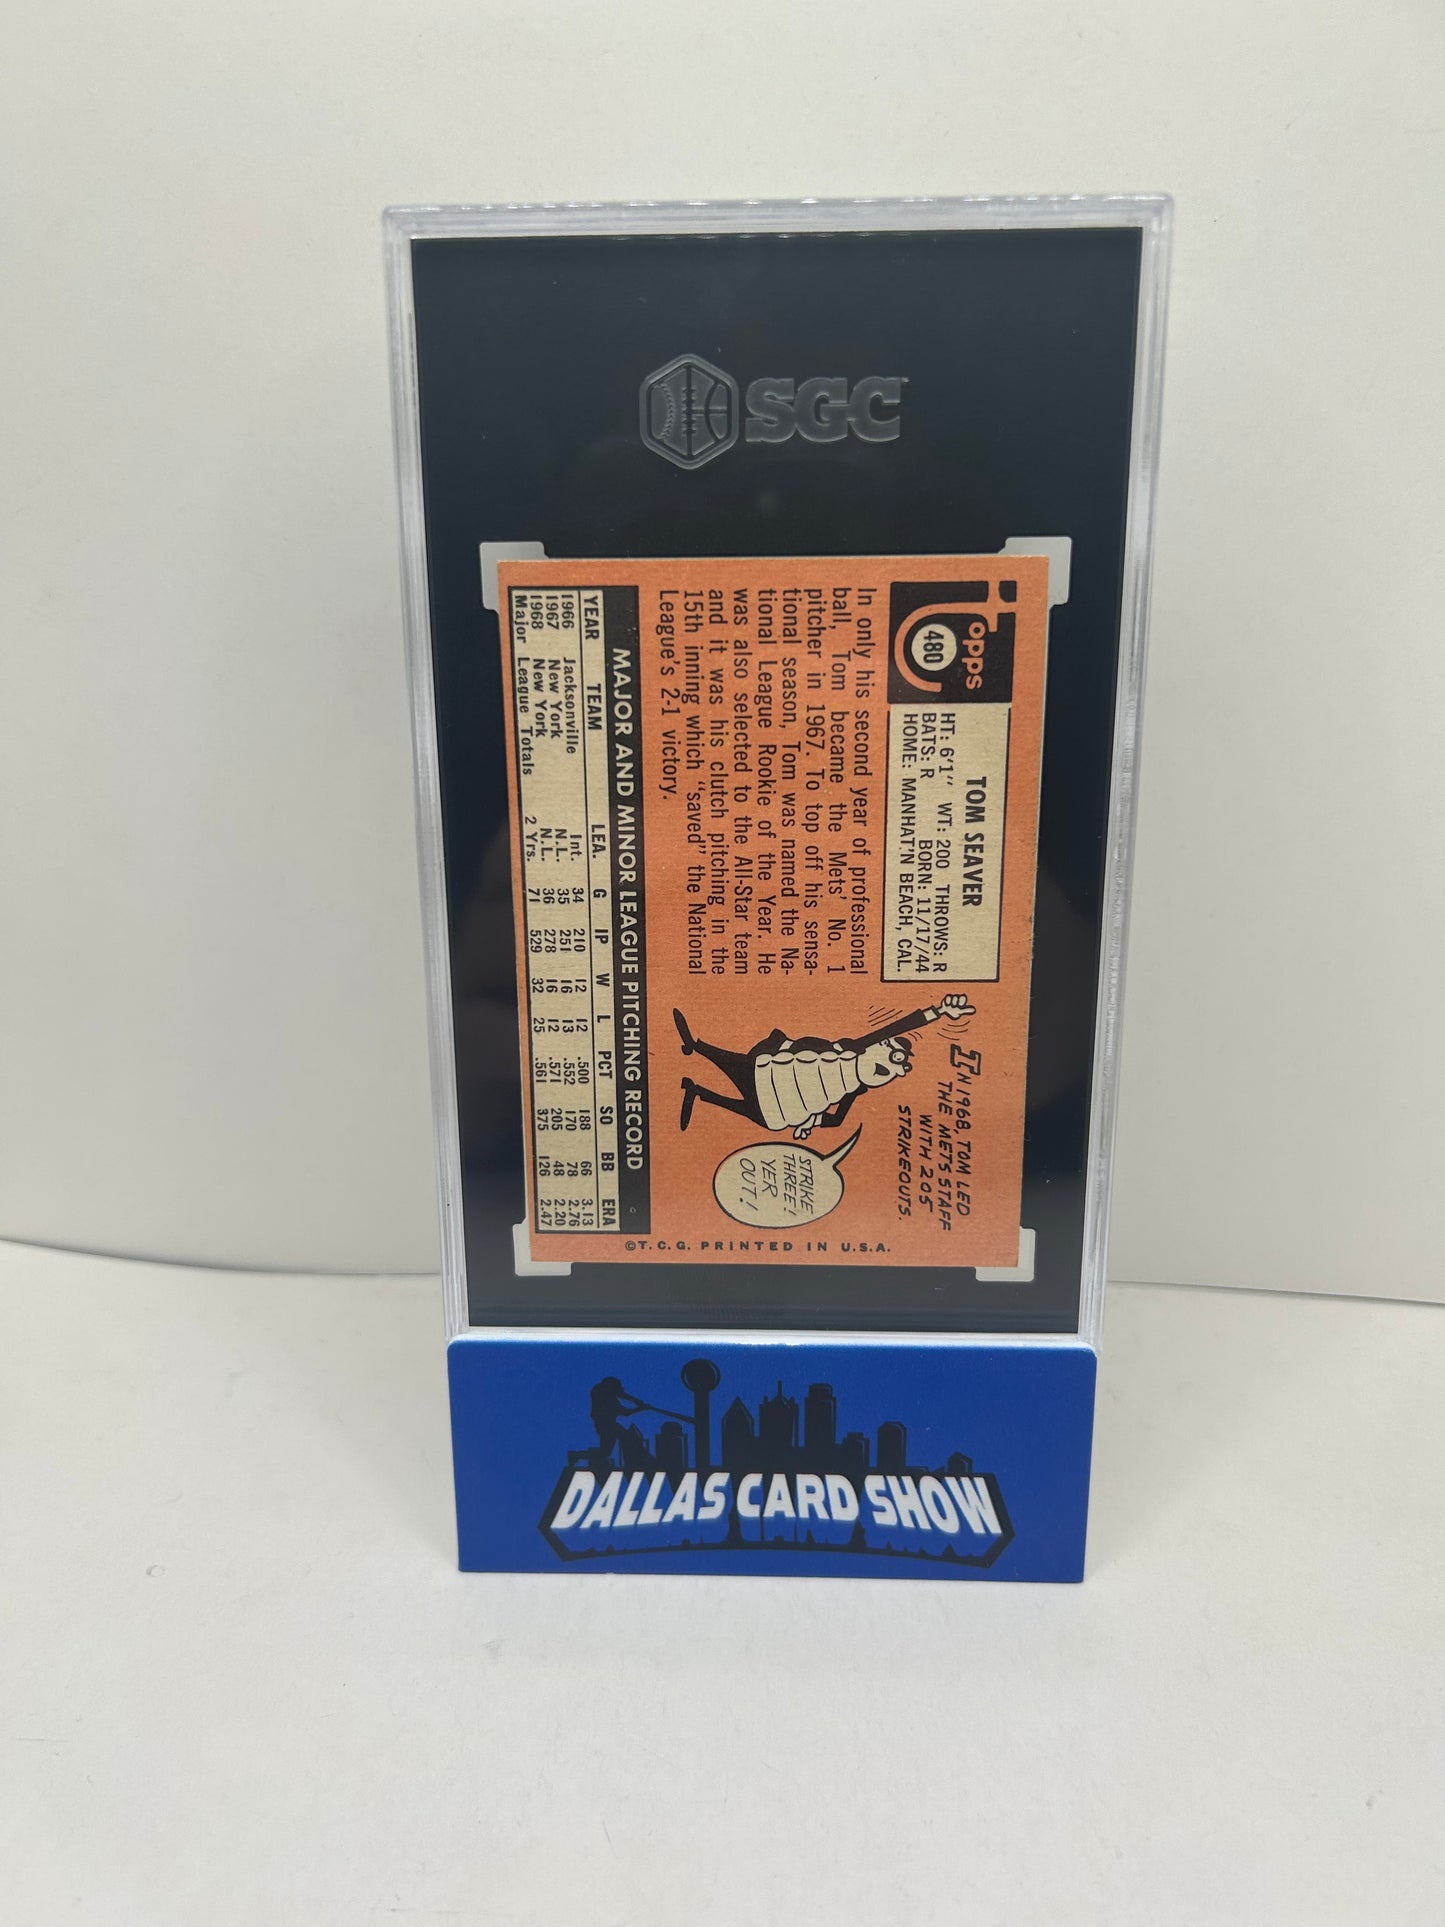 SGC
Topps
480
TOM SEAVER
HT: 6'1" WT: 200 THROWS: R
BATS: R BORN: 11/17/44
HOME: MANHAT'N BEACH, CAL.
In only his second year of professional
ball, Tom became the Mets' No. 1
pitcher in 1967. To top off his sensa-
tional season, Tom was named the Na-
tional League Rookie of the Year. He
was also selected to the All-Star team
and it was his clutch pitching in the
15th inning which "saved" the National
League's 2-1 victory.
IN 1968, TOM LED
THE METS STAFF
WITH 205
STRIKEOUTS.
STRIKE
THREE!
YER
OUT!
MAJOR AND MINOR LEAGUE PITCHING RECORD
YEAR TEAM LEA. G IP W L PCT SO BB ERA
1966 Jacksonville Int. 34 210 12 12 .500 188 66 3.13
1967 New York N.L. 35 251 16 13 .552 170 78 2.76
1968 New York N.L. 36 278 16 12 .571 205 48 2.20
Major League Totals 2 Yrs. 71 529 32 25 .561 375 126 2.47
©T.C.G. PRINTED IN U.S.A.
DALLAS CARD SHOW